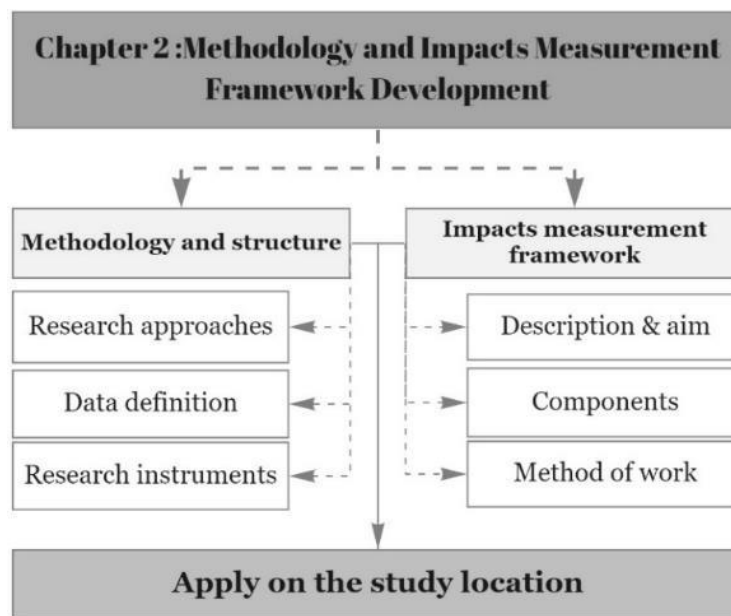 Chapter 2 :Methodology and Impacts Measurement
Framework Development
Methodology and structure
Impacts measurement
framework
Research approaches
Data definition
Research instruments
Description & aim
Components
Method of work
Apply on the study location